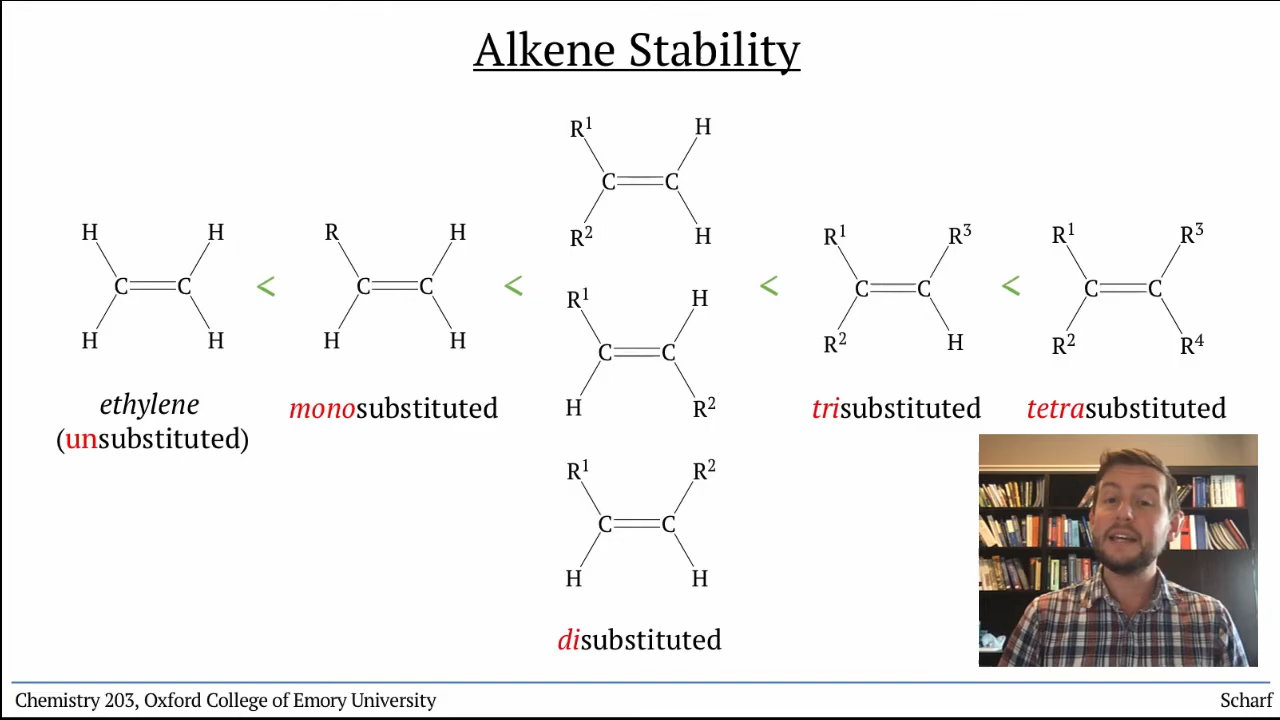 Alkene Stability
H H
C C
H H
ethylene
(unsubstituted)
<
R H
C C
H H
monosubstituted
<
R¹ H
C C
R² H
R¹ H
C C
H R²
R¹ R²
C C
H H
disubstituted
<
R¹ R³
C C
R² H
trisubstituted
<
R¹ R³
C C
R² R⁴
tetrasubstituted
Chemistry 203, Oxford College of Emory University
Scharf